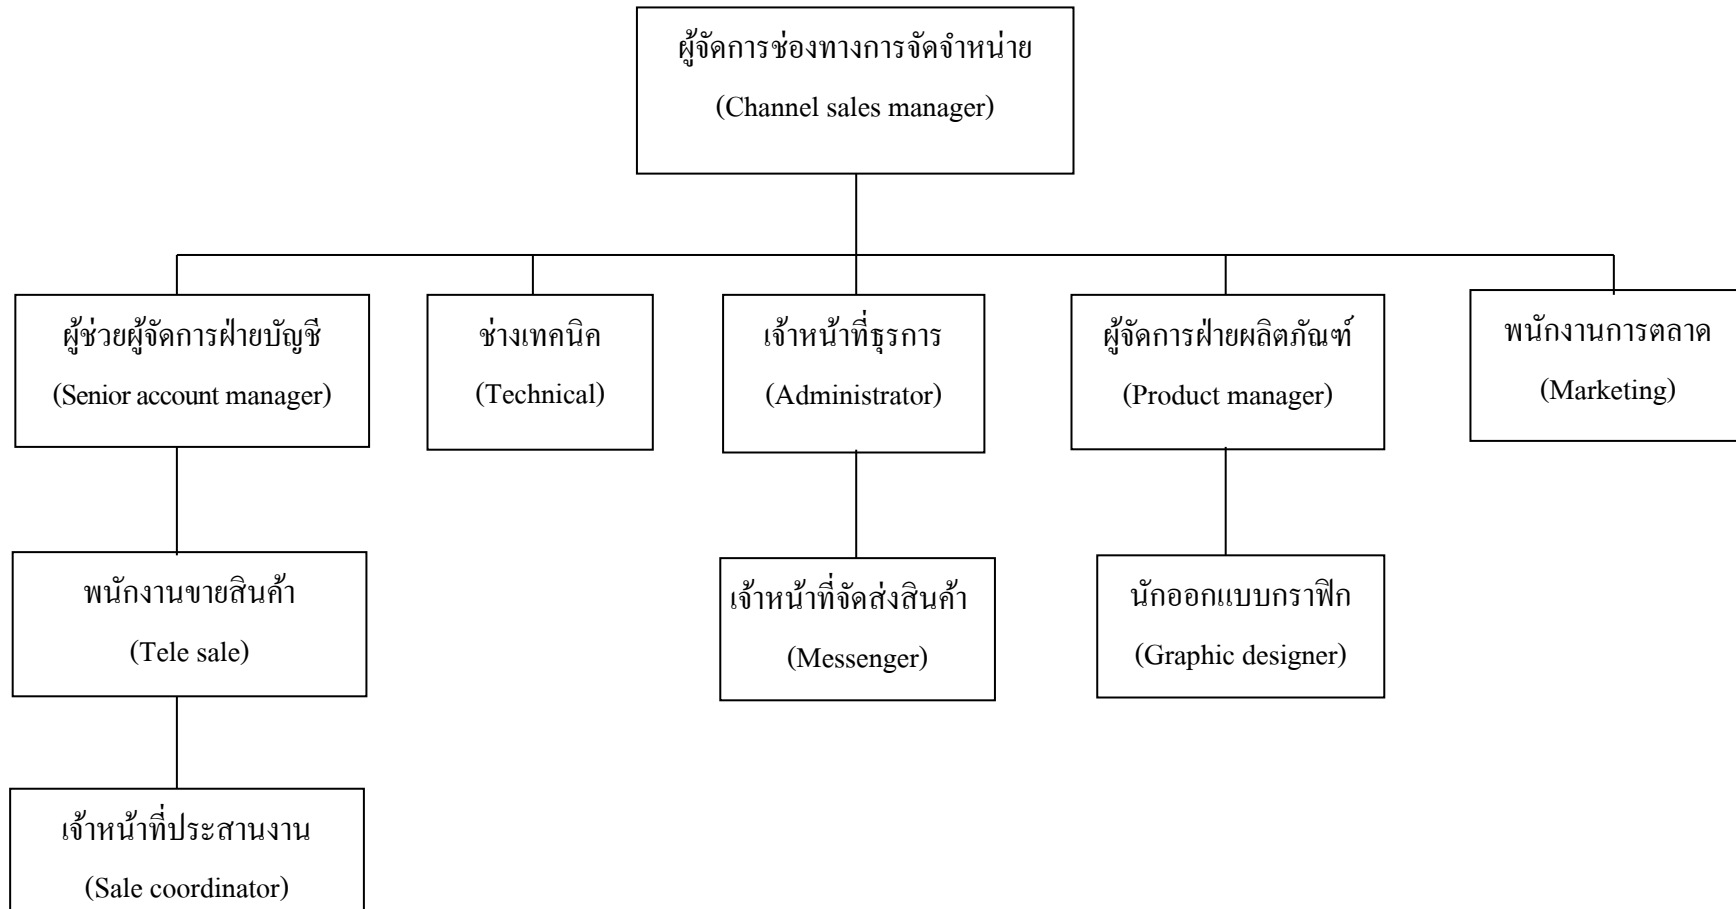 ผู้จัดการช่องทางการจัดจำหน่าย
(Channel sales manager)
ผู้ช่วยผู้จัดการฝ่ายบัญชี
(Senior account manager)
ช่างเทคนิค
(Technical)
เจ้าหน้าที่ธุรการ
(Administrator)
ผู้จัดการฝ่ายผลิตภัณฑ์
(Product manager)
พนักงานการตลาด
(Marketing)
พนักงานขายสินค้า
(Tele sale)
เจ้าหน้าที่จัดส่งสินค้า
(Messenger)
นักออกแบบกราฟิก
(Graphic designer)
เจ้าหน้าที่ประสานงาน
(Sale coordinator)